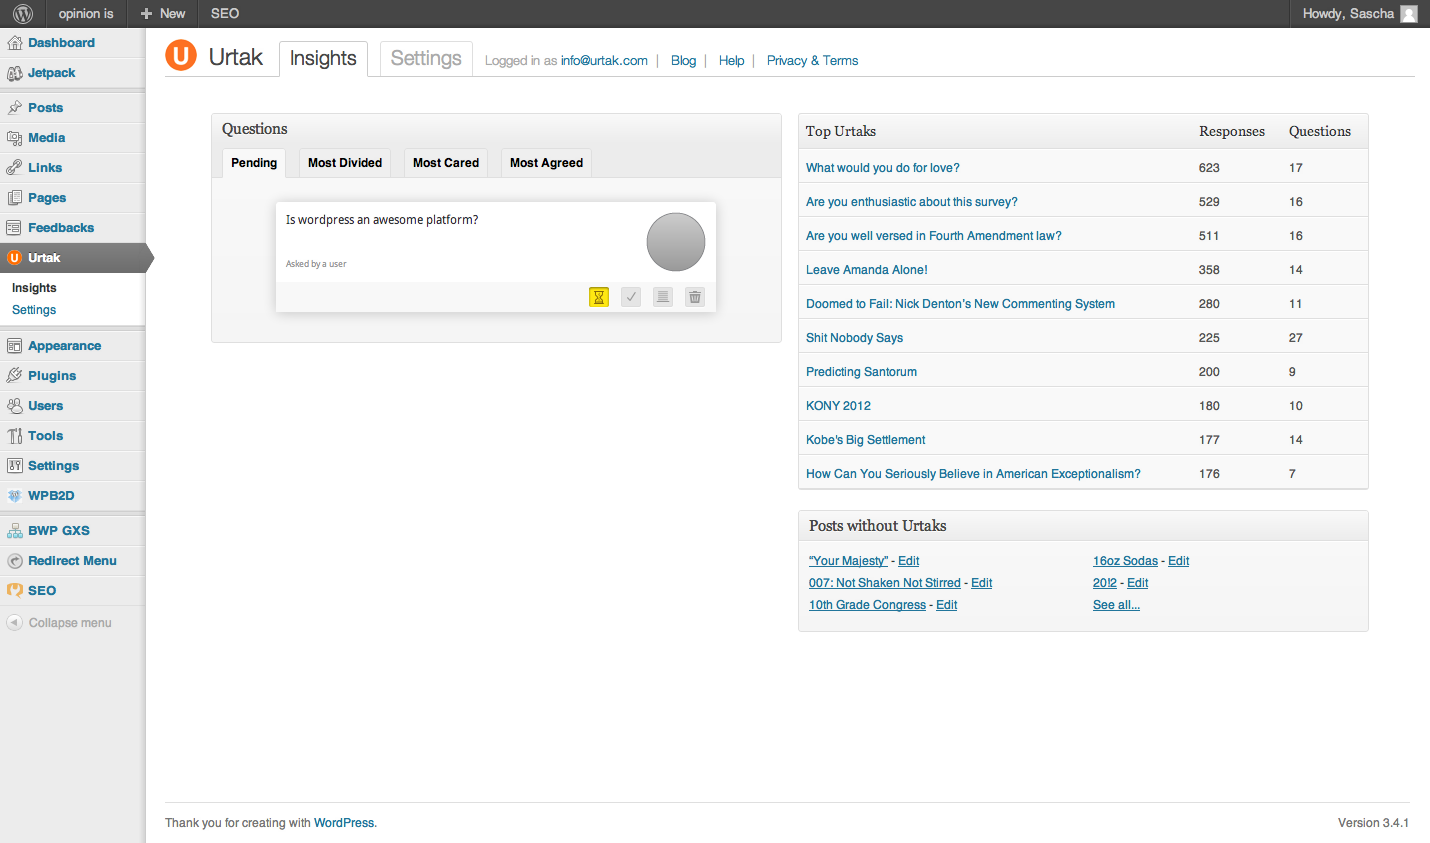 opinion is
+ New
SEO
Howdy, Sascha
Dashboard
Jetpack
Posts
Media
Links
Pages
Feedbacks
Urtak
Insights
Settings
Appearance
Plugins
Users
Tools
Settings
WPB2D
BWP GXS
Redirect Menu
SEO
Collapse menu
U Urtak
Insights
Settings
Logged in as info@urtak.com | Blog | Help | Privacy & Terms
Questions
Pending
Most Divided
Most Cared
Most Agreed
Is wordpress an awesome platform?
Asked by a user
Top Urtaks Responses Questions
What would you do for love? 623 17
Are you enthusiastic about this survey? 529 16
Are you well versed in Fourth Amendment law? 511 16
Leave Amanda Alone! 358 14
Doomed to Fail: Nick Denton's New Commenting System 280 11
Shit Nobody Says 225 27
Predicting Santorum 200 9
KONY 2012 180 10
Kobe's Big Settlement 177 14
How Can You Seriously Believe in American Exceptionalism? 176 7
Posts without Urtaks
“Your Majesty” - Edit
007: Not Shaken Not Stirred - Edit
10th Grade Congress - Edit
16oz Sodas - Edit
20!2 - Edit
See all...
Thank you for creating with WordPress.
Version 3.4.1